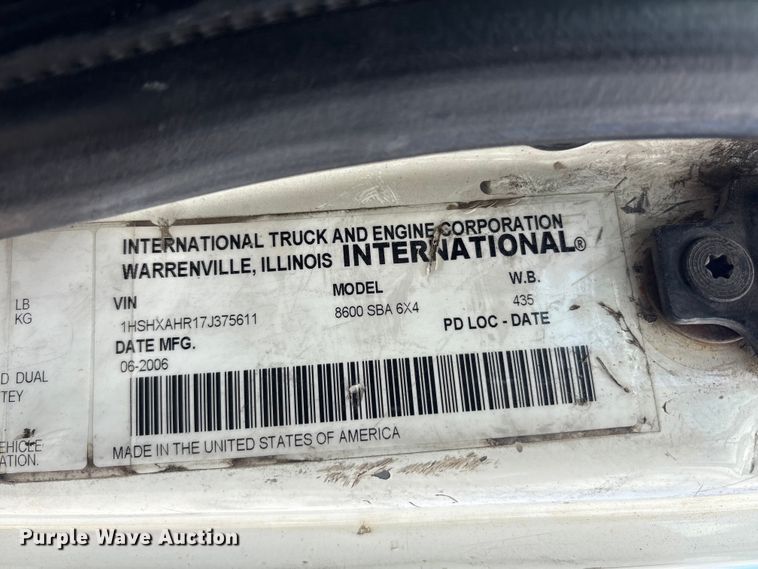 INTERNATIONAL TRUCK AND ENGINE CORPORATION
WARRENVILLE, ILLINOIS INTERNATIONAL®
VIN MODEL W.B.
1HSHXAHR17J375611 8600 SBA 6X4 435
DATE MFG. PD LOC - DATE
06-2006
MADE IN THE UNITED STATES OF AMERICA
LB
KG
D DUAL
TEY
EHICLE
ATION.
Purple Wave Auction